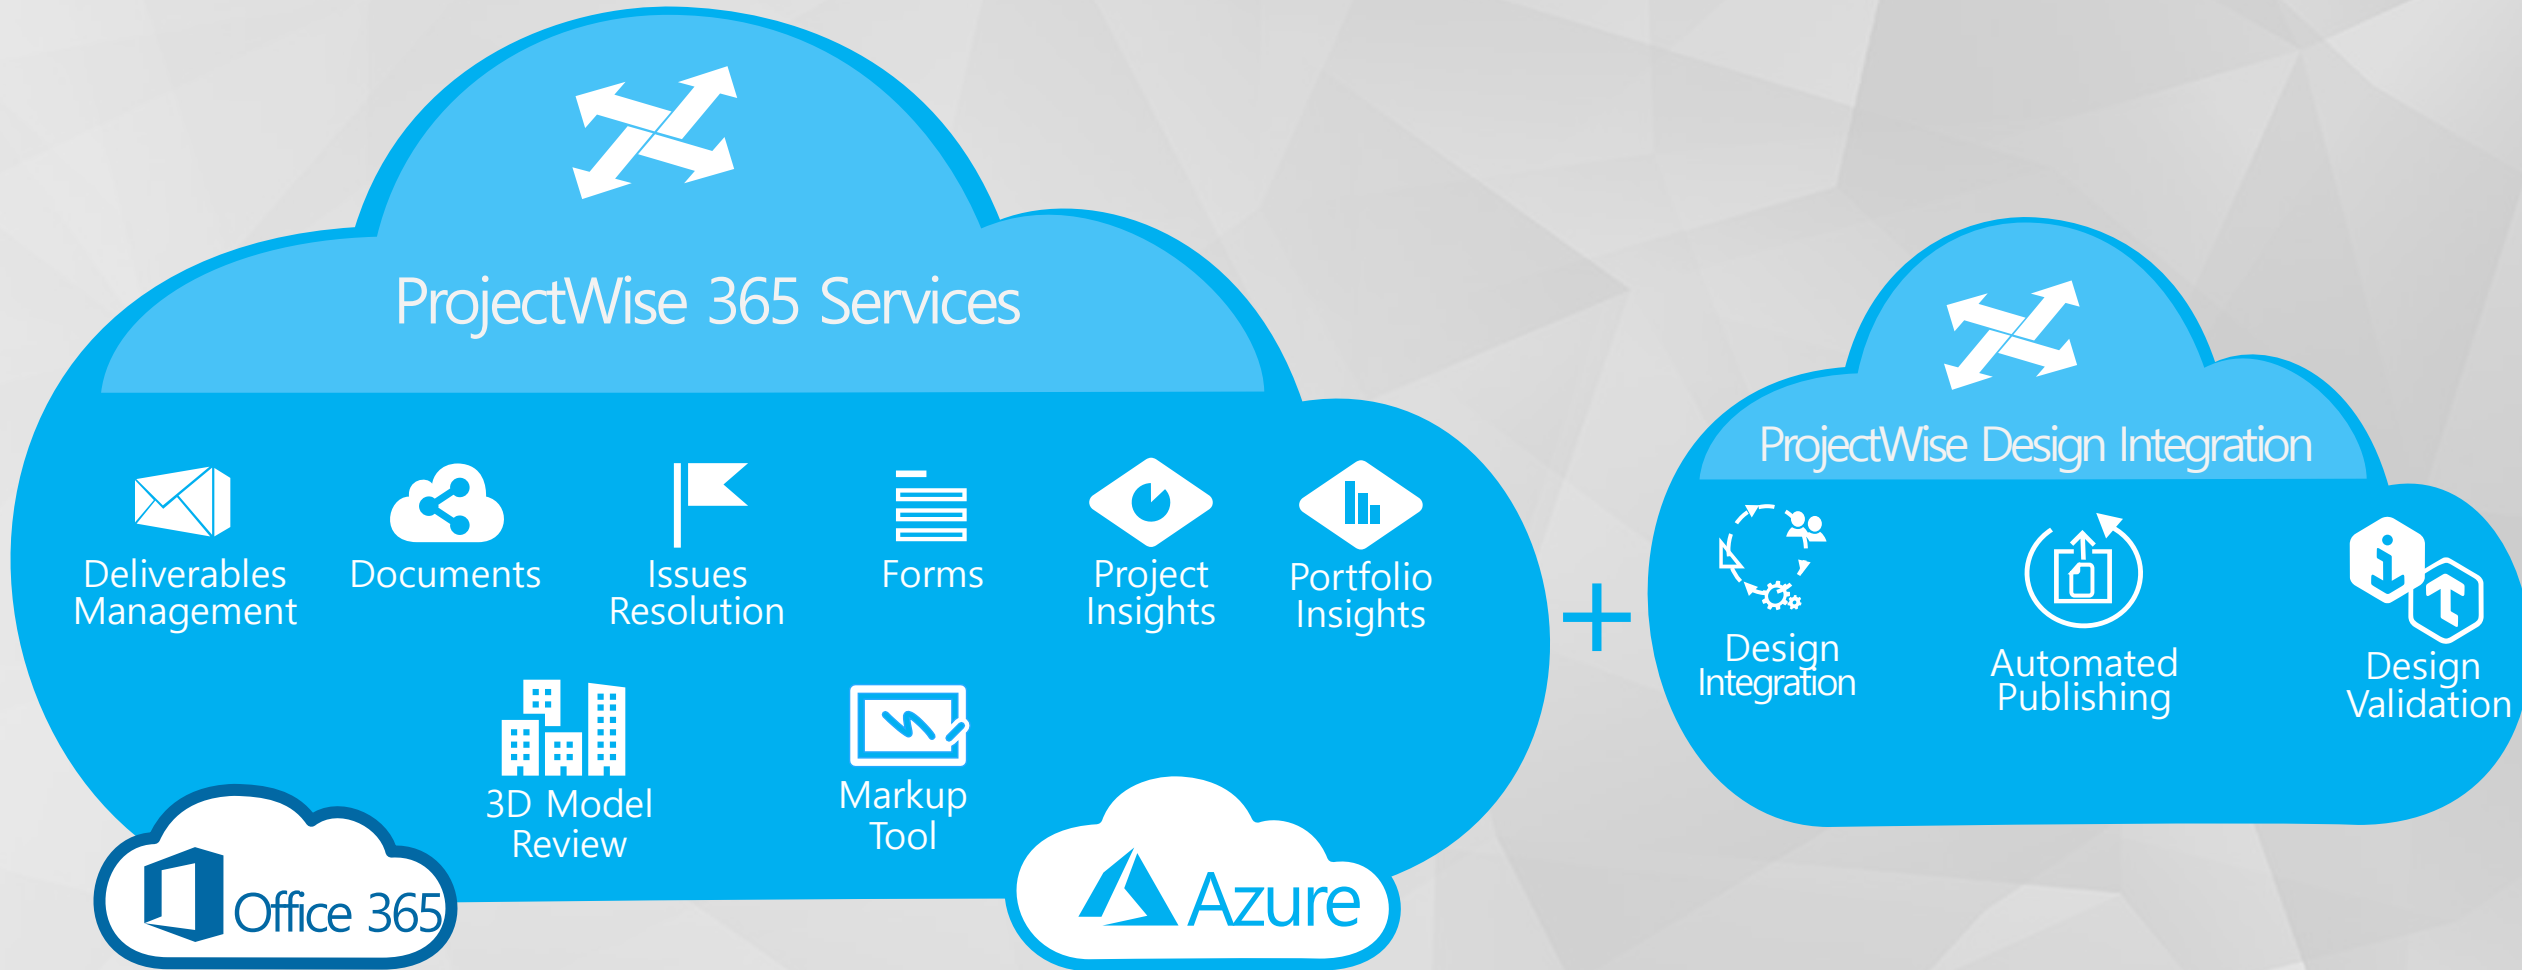 ProjectWise 365 Services
Deliverables
Management
Documents
Issues
Resolution
Forms
Project
Insights
Portfolio
Insights
3D Model
Review
Markup
Tool
Office 365
Azure
+
ProjectWise Design Integration
Design
Integration
Automated
Publishing
Design
Validation